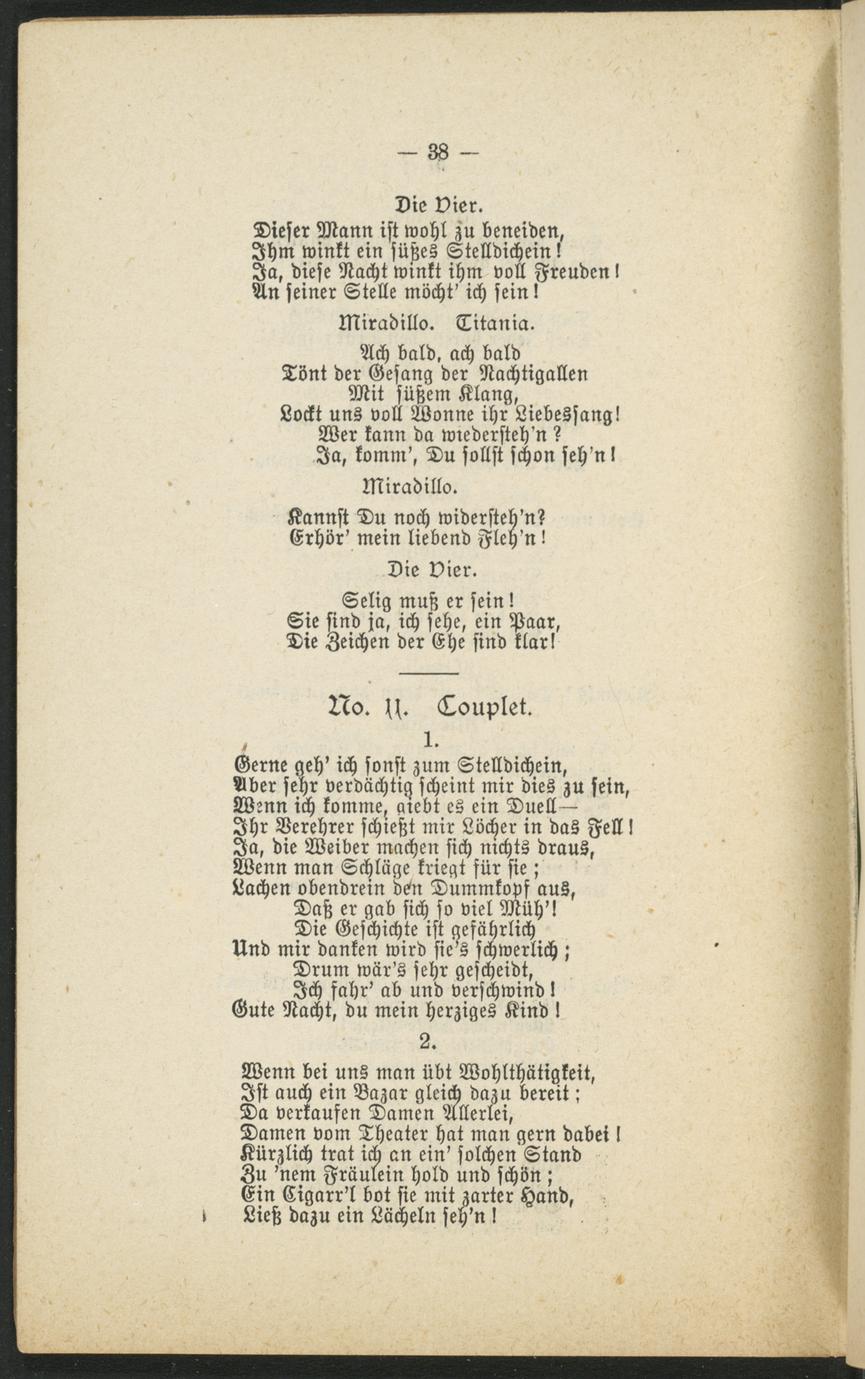 — 38 —
Die Vier.
Dieser Mann ist wohl zu beneiden,
Ihm winkt ein süßes Stelldichein!
Ja, diese Nacht winkt ihm voll Freuden!
An seiner Stelle möcht' ich sein!
Miradillo. Titania.
Ach bald, ach bald
Tönt der Gesang der Nachtigallen
Mit süßem Klang,
Lockt uns voll Wonne ihr Liebessang!
Wer kann da wiedersteh'n?
Ja, komm', Du sollst schon seh'n!
Miradillo.
Kannst Du noch widersteh'n?
Erhör' mein liebend Fleh'n!
Die Vier.
Selig muß er sein!
Sie sind ja, ich sehe, ein Paar,
Die Zeichen der Ehe sind klar!
No. 11. Couplet.
1.
Gerne geh' ich sonst zum Stelldichein,
Aber sehr verdächtig scheint mir dies zu sein,
Wenn ich komme, giebt es ein Duell—
Ihr Verehrer schießt mir Löcher in das Fell!
Ja, die Weiber machen sich nichts draus,
Wenn man Schläge kriegt für sie;
Lachen obendrein den Dummkopf aus,
Daß er gab sich so viel Müh'!
Die Geschichte ist gefährlich
Und mir danken wird sie's schwerlich;
Drum wär's sehr gescheidt,
Ich fahr' ab und verschwind!
Gute Nacht, du mein herziges Kind!
2.
Wenn bei uns man übt Wohlthätigkeit,
Ist auch ein Bazar gleich dazu bereit;
Da verkaufen Damen Allerlei,
Damen vom Theater hat man gern dabei!
Kürzlich trat ich an ein' solchen Stand
Zu 'nem Fräulein hold und schön;
Ein Cigarr'l bot sie mit zarter Hand,
Ließ dazu ein Lächeln seh'n!